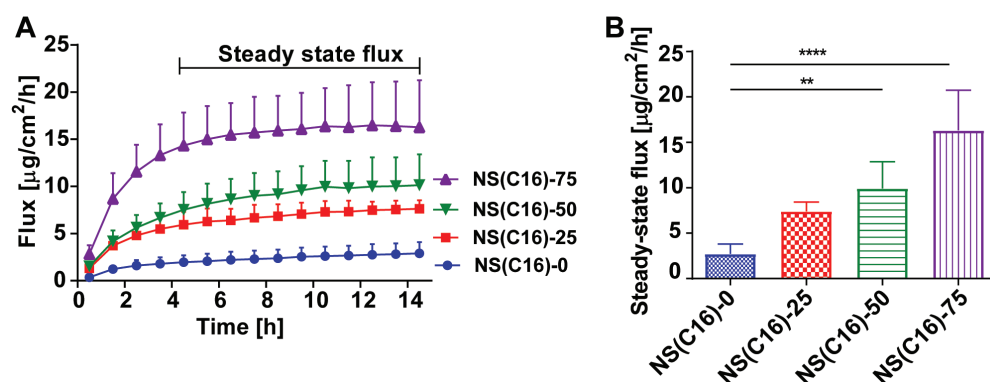 A
Steady state flux
Flux [µg/cm²/h]
25
20
15
10
5
0
0 2 4 6 8 10 12 14
Time [h]
NS(C16)-75
NS(C16)-50
NS(C16)-25
NS(C16)-0
B
Steady-state flux [µg/cm²/h]
25
20
15
10
5
0
****
**
NS(C16)-0
NS(C16)-25
NS(C16)-50
NS(C16)-75